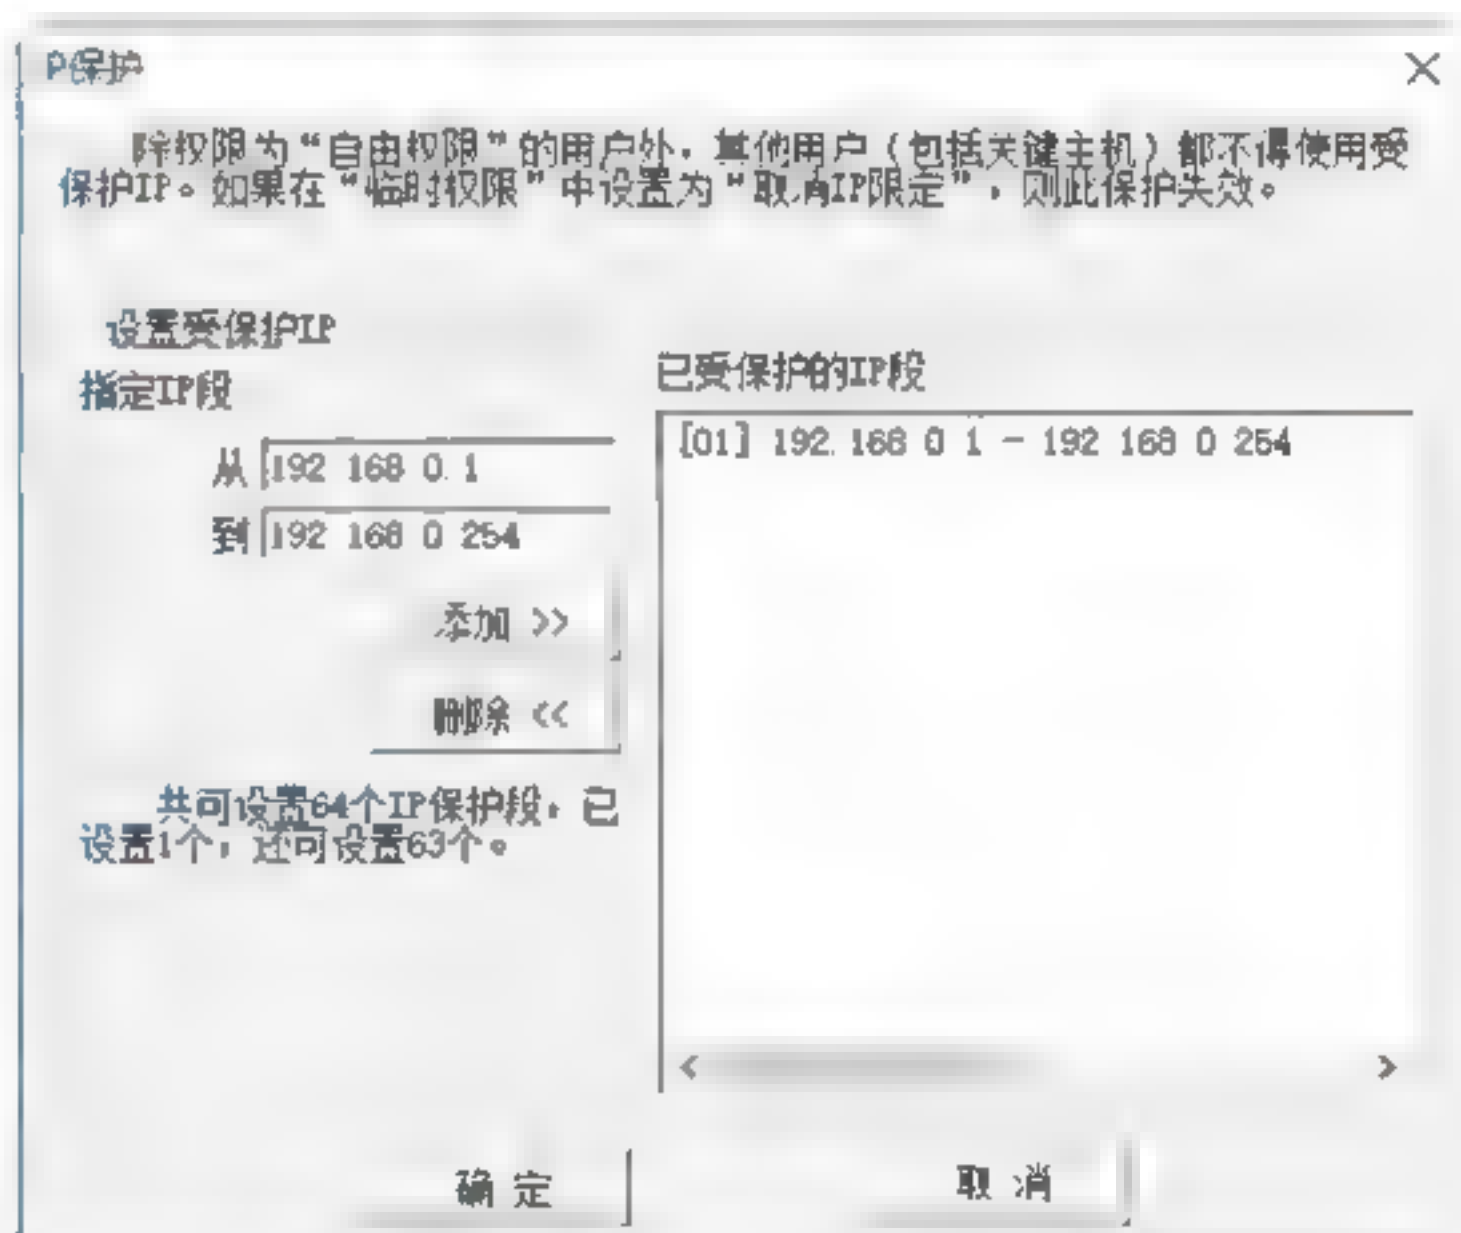 P保护
除权限为“自由权限”的用户外，其他用户（包括关键主机）都不得使用受
保护IP。如果在“临时权限”中设置为“取消IP限定”，则此保护失效。
设置受保护IP
指定IP段
从 192 168 0. 1
到 192 168 0 254
添加 >>
删除 <<
共可设置64个IP保护段，已
设置1个，还可设置63个。
已受保护的IP段
[01] 192. 168 0 1 - 192 168 0 254
确 定
取 消